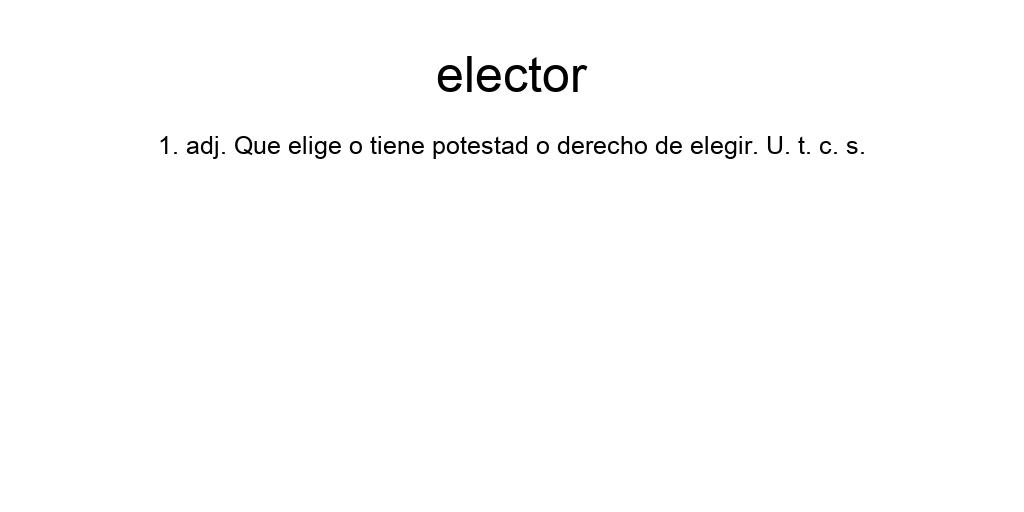 elector
1. adj. Que elige o tiene potestad o derecho de elegir. U. t. c. s.